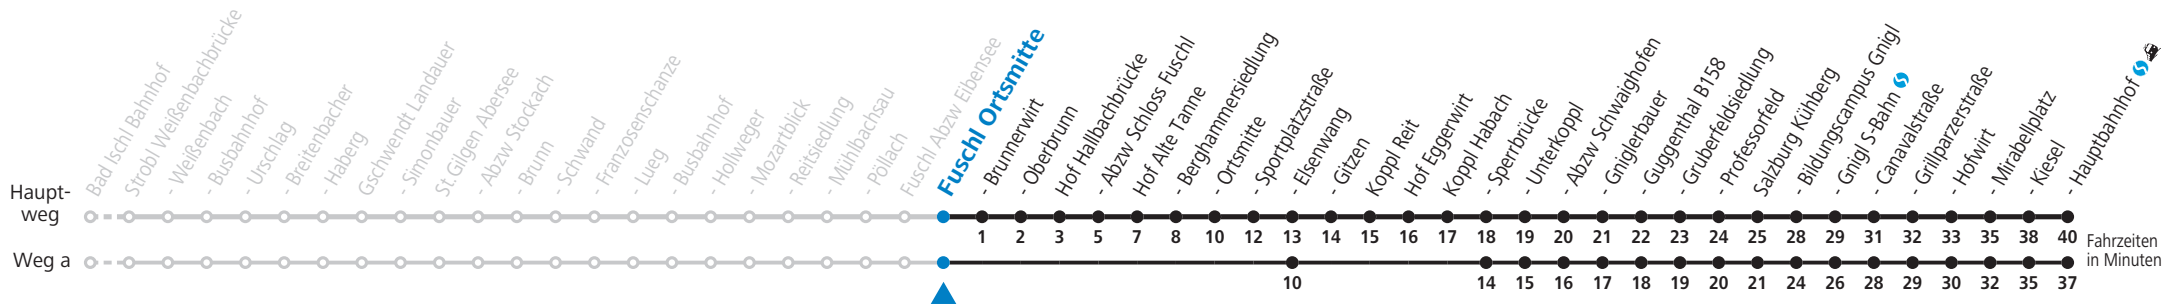 Bad Ischl Bahnhof
Strobl Weißenbachbrücke
- Weißenbach
- Busbahnhof
- Urschlag
- Breitenbacher
- Haberg
Gschwendt Landauer
- Simonbauer
St.Gilgen Abersee
- Abzw Stockach
- Brunn
- Schwand
- Franzosenschanze
- Lueg
- Busbahnhof
- Hollweger
- Mozartblick
- Reitsiedlung
- Mühlbachsau
- Pöllach
Fuschl Abzw Eibensee
Fuschl Ortsmitte
- Brunnerwirt
- Oberbrunn
Hof Hallbachbrücke
- Abzw Schloss Fuschl
Hof Alte Tanne
- Berghammersiedlung
- Ortsmitte
- Sportplatzstraße
- Elsenwang
- Gitzen
Koppl Reit
Hof Eggerwirt
Koppl Habach
- Sperrbrücke
- Unterkoppl
- Abzw Schwaighofen
- Gniglerbauer
- Guggenthal B158
- Gruberfeldsiedlung
- Professorfeld
Salzburg Kühberg
- Bildungscampus Gnigl
- Gnigl S-Bahn
- Canavalstraße
- Grillparzerstraße
- Hofwirt
- Mirabellplatz
- Kiesel
- Hauptbahnhof
Haupt-
weg
1 2 3 5 7 8 10 12 13 14 15 16 17 18 19 20 21 22 23 24 25 28 29 31 32 33 35 38 40
Weg a
10 14 15 16 17 18 19 20 21 24 26 28 29 30 32 35 37
Fahrzeiten
in Minuten